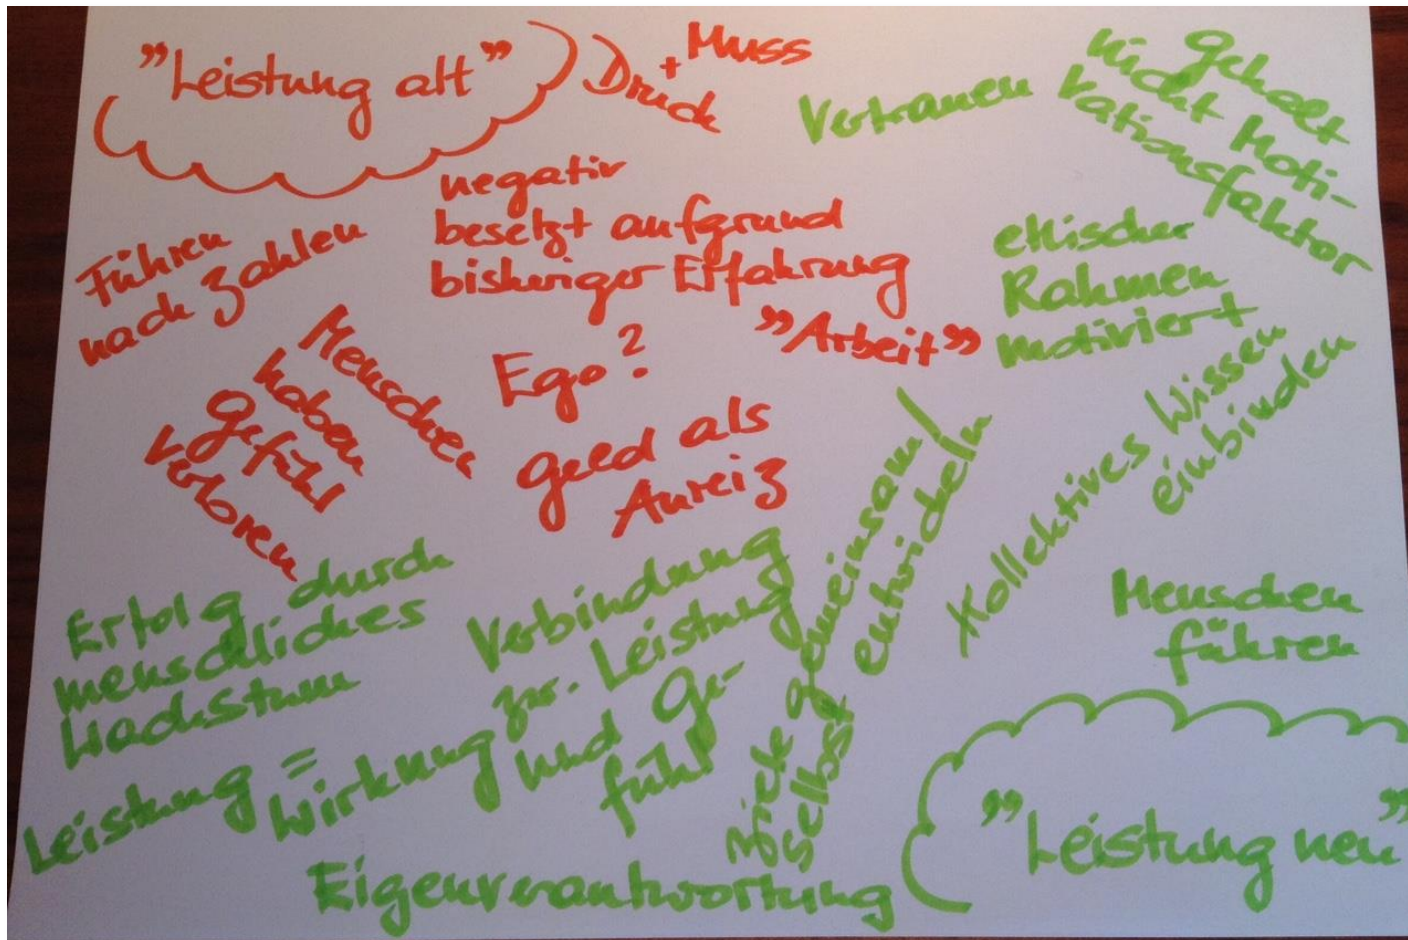 "Leistung alt"
Druck + Muss
negativ
besetzt aufgrund
bisheriger Erfahrung
"Arbeit"
Führen
nach Zahlen
Menschen
haben
Gefühl
verloren
Ego?
Geld als
Anreiz
Vertrauen
Gehalt
nicht Moti-
vationsfaktor
ethischer
Rahmen
motiviert
Kollektives Wissen
einbinden
Menschen
führen
Erfolg durch
menschliches
Wachstum
Verbindung
zw. Leistung
und Ge-
fühl
Ziele gemeinsam /
selbst entwickeln
Leistung =
Wirkung
Eigenverantwortung
"Leistung neu"